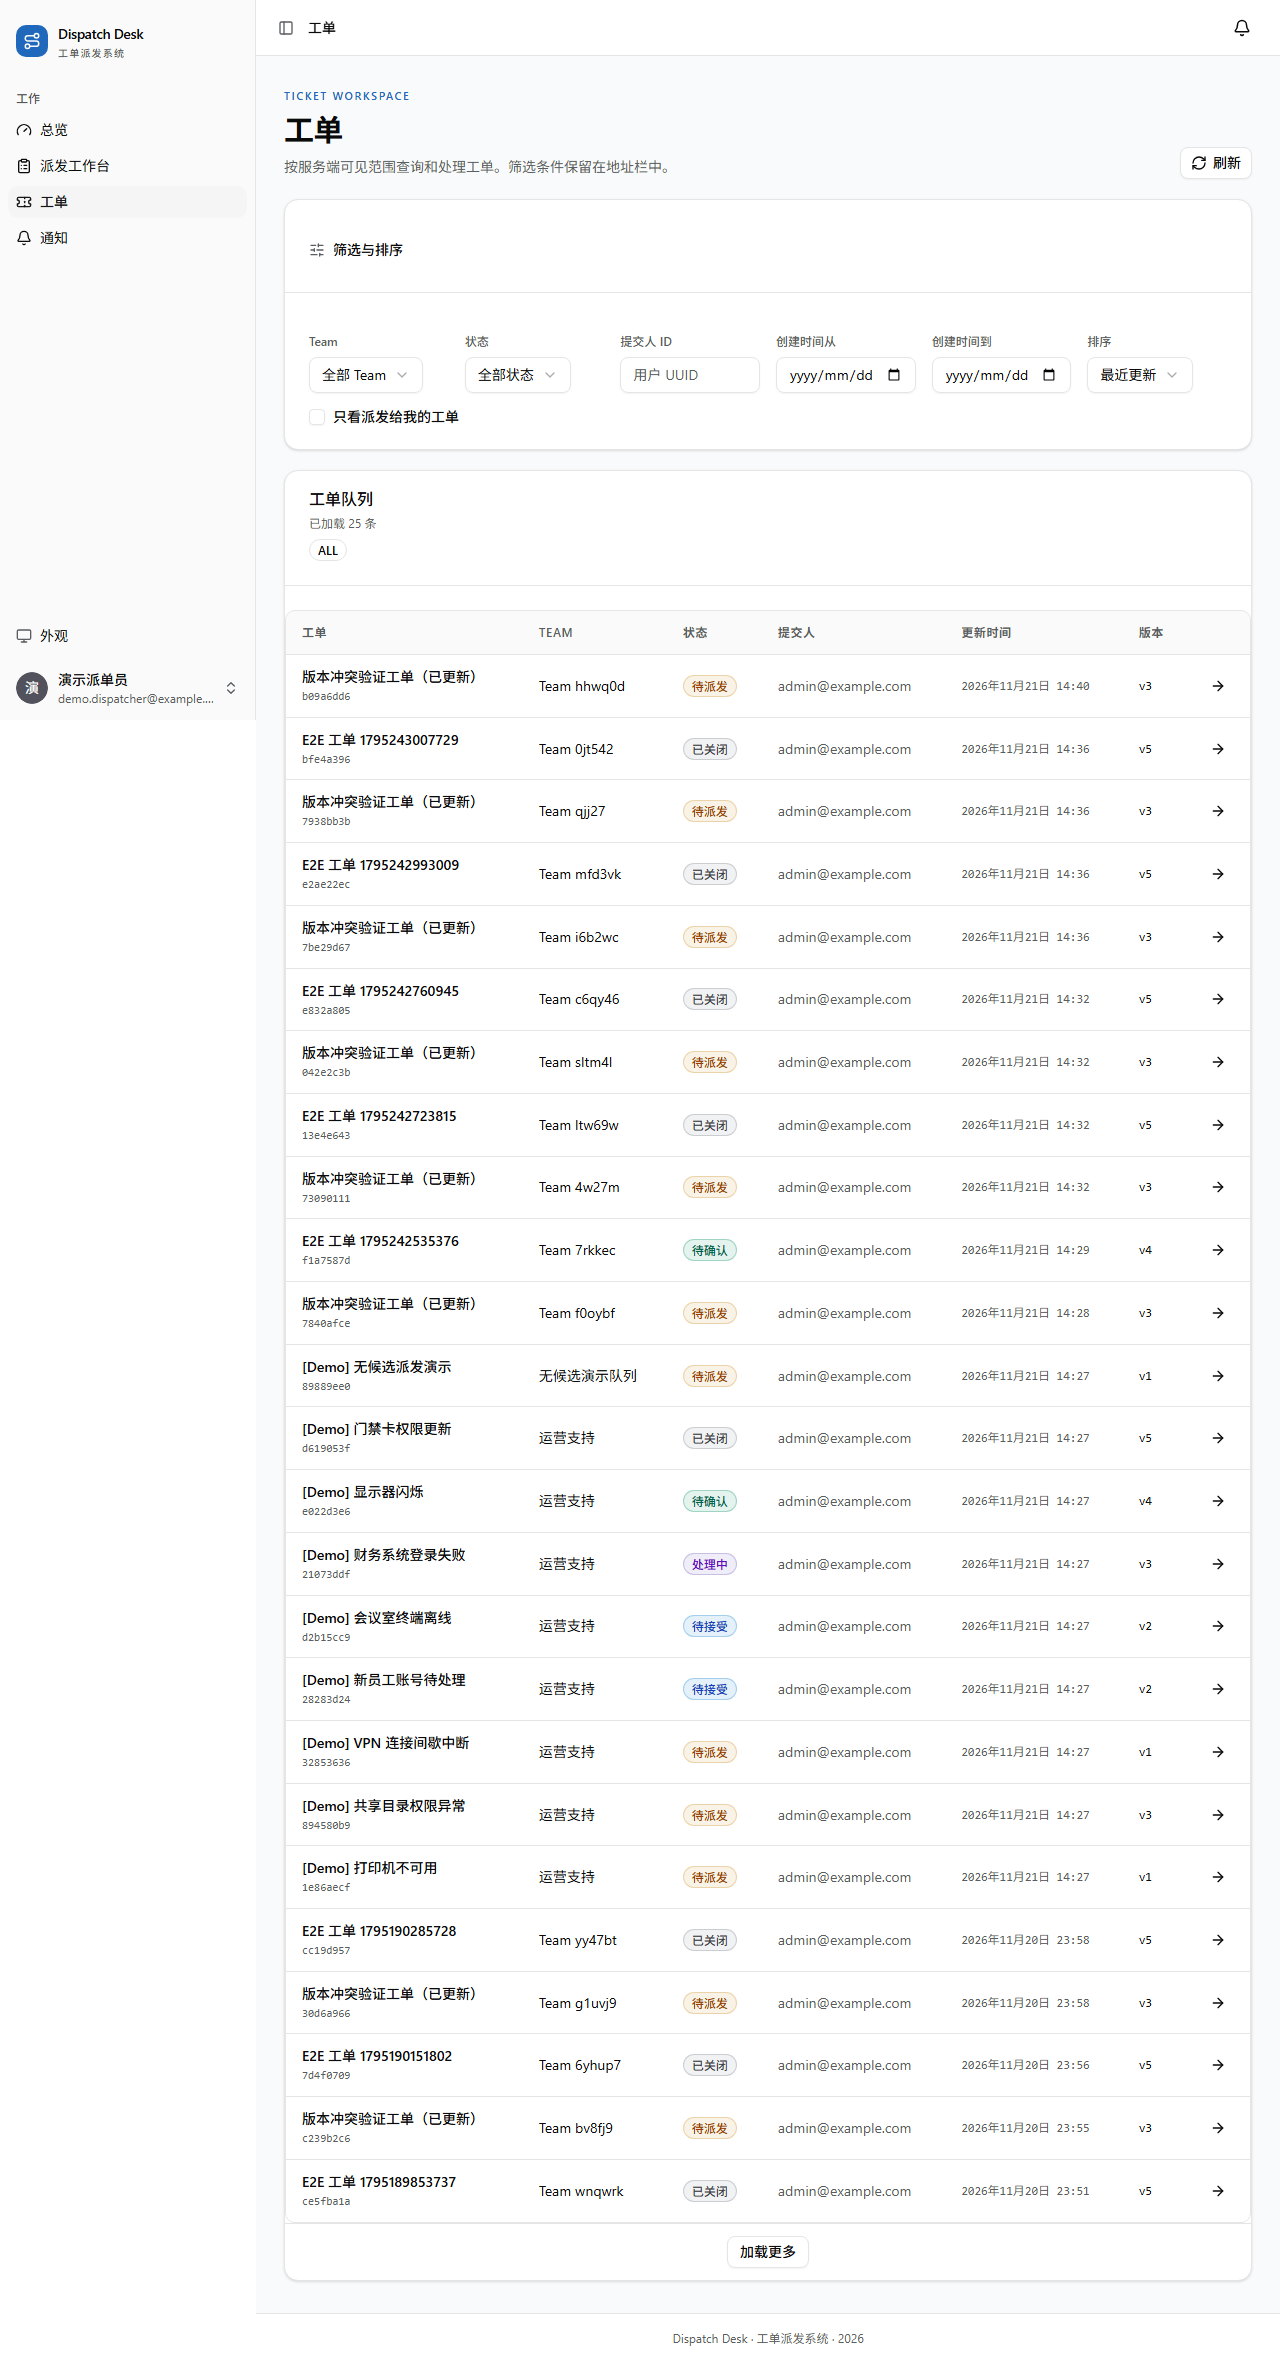 Dispatch Desk
工单派发系统
工作
总览
派发工作台
工单
通知
外观
演
演示派单员
demo.dispatcher@example....
工单
TICKET WORKSPACE
工单
按服务端可见范围查询和处理工单。筛选条件保留在地址栏中。
刷新
筛选与排序
Team 状态 提交人 ID 创建时间从 创建时间到 排序
全部 Team 全部状态 用户 UUID yyyy/mm/dd yyyy/mm/dd 最近更新
只看派发给我的工单
工单队列
已加载 25 条
ALL
工单 TEAM 状态 提交人 更新时间 版本
版本冲突验证工单（已更新） Team hhwq0d 待派发 admin@example.com 2026年11月21日 14:40 v3
b09a6dd6
E2E 工单 1795243007729 Team 0jt542 已关闭 admin@example.com 2026年11月21日 14:36 v5
bfe4a396
版本冲突验证工单（已更新） Team qjj27 待派发 admin@example.com 2026年11月21日 14:36 v3
7938bb3b
E2E 工单 1795242993009 Team mfd3vk 已关闭 admin@example.com 2026年11月21日 14:36 v5
e2ae22ec
版本冲突验证工单（已更新） Team i6b2wc 待派发 admin@example.com 2026年11月21日 14:36 v3
7be29d67
E2E 工单 1795242760945 Team c6qy46 已关闭 admin@example.com 2026年11月21日 14:32 v5
e832a805
版本冲突验证工单（已更新） Team sltm4l 待派发 admin@example.com 2026年11月21日 14:32 v3
042e2c3b
E2E 工单 1795242723815 Team ltw69w 已关闭 admin@example.com 2026年11月21日 14:32 v5
13e4e643
版本冲突验证工单（已更新） Team 4w27m 待派发 admin@example.com 2026年11月21日 14:32 v3
73090111
E2E 工单 1795242535376 Team 7rkkec 待确认 admin@example.com 2026年11月21日 14:29 v4
f1a7587d
版本冲突验证工单（已更新） Team f0oybf 待派发 admin@example.com 2026年11月21日 14:28 v3
7840afce
[Demo] 无候选派发演示 无候选演示队列 待派发 admin@example.com 2026年11月21日 14:27 v1
89889ee0
[Demo] 门禁卡权限更新 运营支持 已关闭 admin@example.com 2026年11月21日 14:27 v5
d619053f
[Demo] 显示器闪烁 运营支持 待确认 admin@example.com 2026年11月21日 14:27 v4
e022d3e6
[Demo] 财务系统登录失败 运营支持 处理中 admin@example.com 2026年11月21日 14:27 v3
21073ddf
[Demo] 会议室终端离线 运营支持 待接受 admin@example.com 2026年11月21日 14:27 v2
d2b15cc9
[Demo] 新员工账号待处理 运营支持 待接受 admin@example.com 2026年11月21日 14:27 v2
28283d24
[Demo] VPN 连接间歇中断 运营支持 待派发 admin@example.com 2026年11月21日 14:27 v1
32853636
[Demo] 共享目录权限异常 运营支持 待派发 admin@example.com 2026年11月21日 14:27 v3
894580b9
[Demo] 打印机不可用 运营支持 待派发 admin@example.com 2026年11月21日 14:27 v1
1e86aecf
E2E 工单 1795190285728 Team yy47bt 已关闭 admin@example.com 2026年11月20日 23:58 v5
cc19d957
版本冲突验证工单（已更新） Team g1uvj9 待派发 admin@example.com 2026年11月20日 23:58 v3
30d6a966
E2E 工单 1795190151802 Team 6yhup7 已关闭 admin@example.com 2026年11月20日 23:56 v5
7d4f0709
版本冲突验证工单（已更新） Team bv8fj9 待派发 admin@example.com 2026年11月20日 23:55 v3
c239b2c6
E2E 工单 1795189853737 Team wnqwrk 已关闭 admin@example.com 2026年11月20日 23:51 v5
ce5fba1a
加载更多
Dispatch Desk · 工单派发系统 · 2026